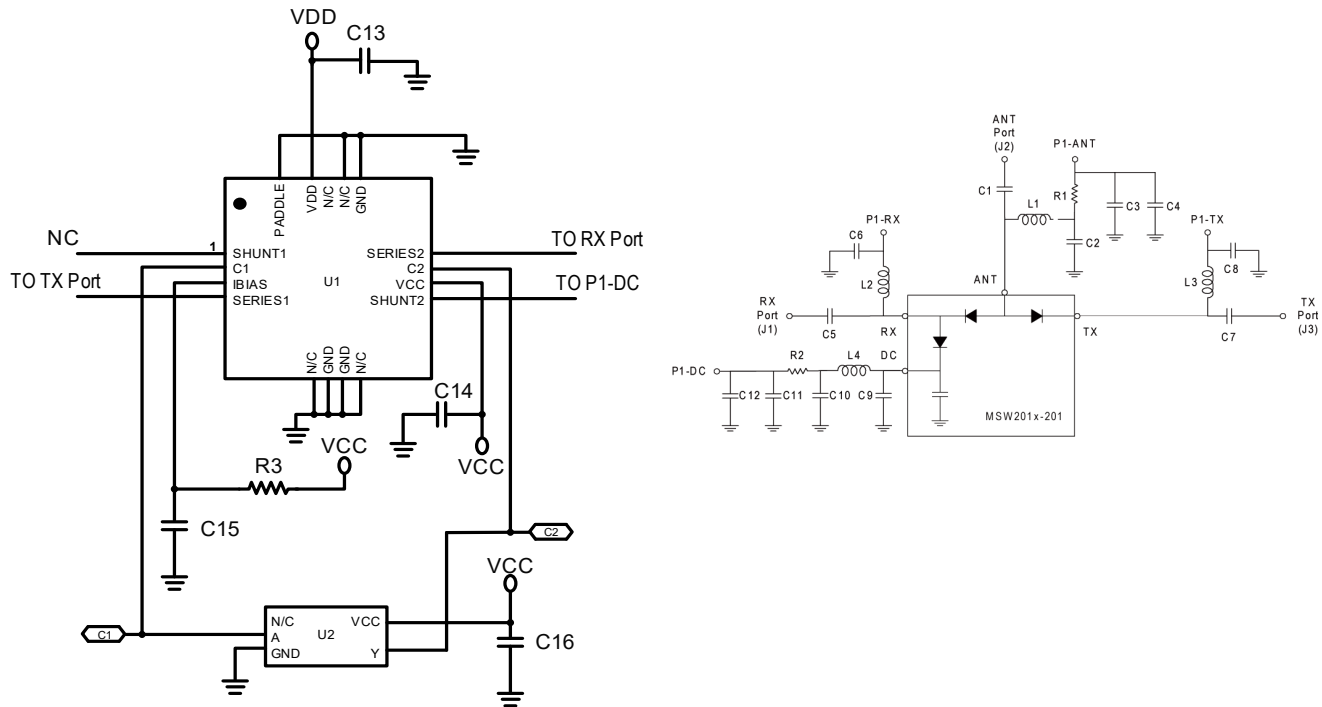 VDD
C13
PADDLE
VDD
N/C
N/C
GND
NC
1
SHUNT1
C1
IBIAS
SERIES1
TO TX Port
U1
SERIES2
C2
VCC
SHUNT2
TO RX Port
TO P1-DC
N/C
GND
GND
N/C
C14
VCC
R3
VCC
C15
C2
VCC
C1
N/C
A
GND
U2
VCC
Y
C16
ANT
Port
(J2)
P1-ANT
C1
R1
L1
C3
C4
C2
P1-RX
C6
L2
P1-TX
C8
L3
ANT
RX
Port
(J1)
C5
RX
TX
C7
TX
Port
(J3)
P1-DC
R2
L4
DC
C12
C11
C10
C9
MSW201x-201